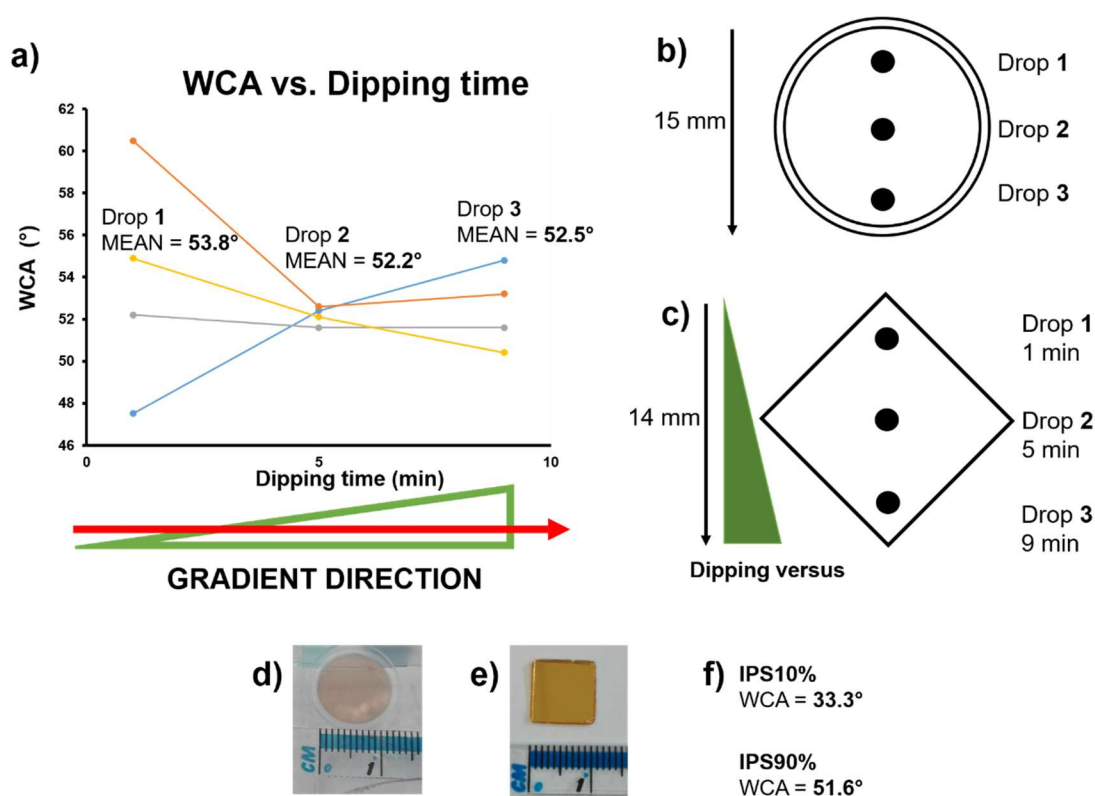 a)
WCA vs. Dipping time
62
60
58
56
54
52
50
48
46
WCA (°)
Drop 1
MEAN = 53.8°
Drop 2
MEAN = 52.2°
Drop 3
MEAN = 52.5°
0
5
10
Dipping time (min)
GRADIENT DIRECTION
b)
15 mm
Drop 1
Drop 2
Drop 3
c)
14 mm
Drop 1
1 min
Drop 2
5 min
Drop 3
9 min
Dipping versus
d)
CM
0
1
e)
CM
0
1
f)
IPS10%
WCA = 33.3°
IPS90%
WCA = 51.6°